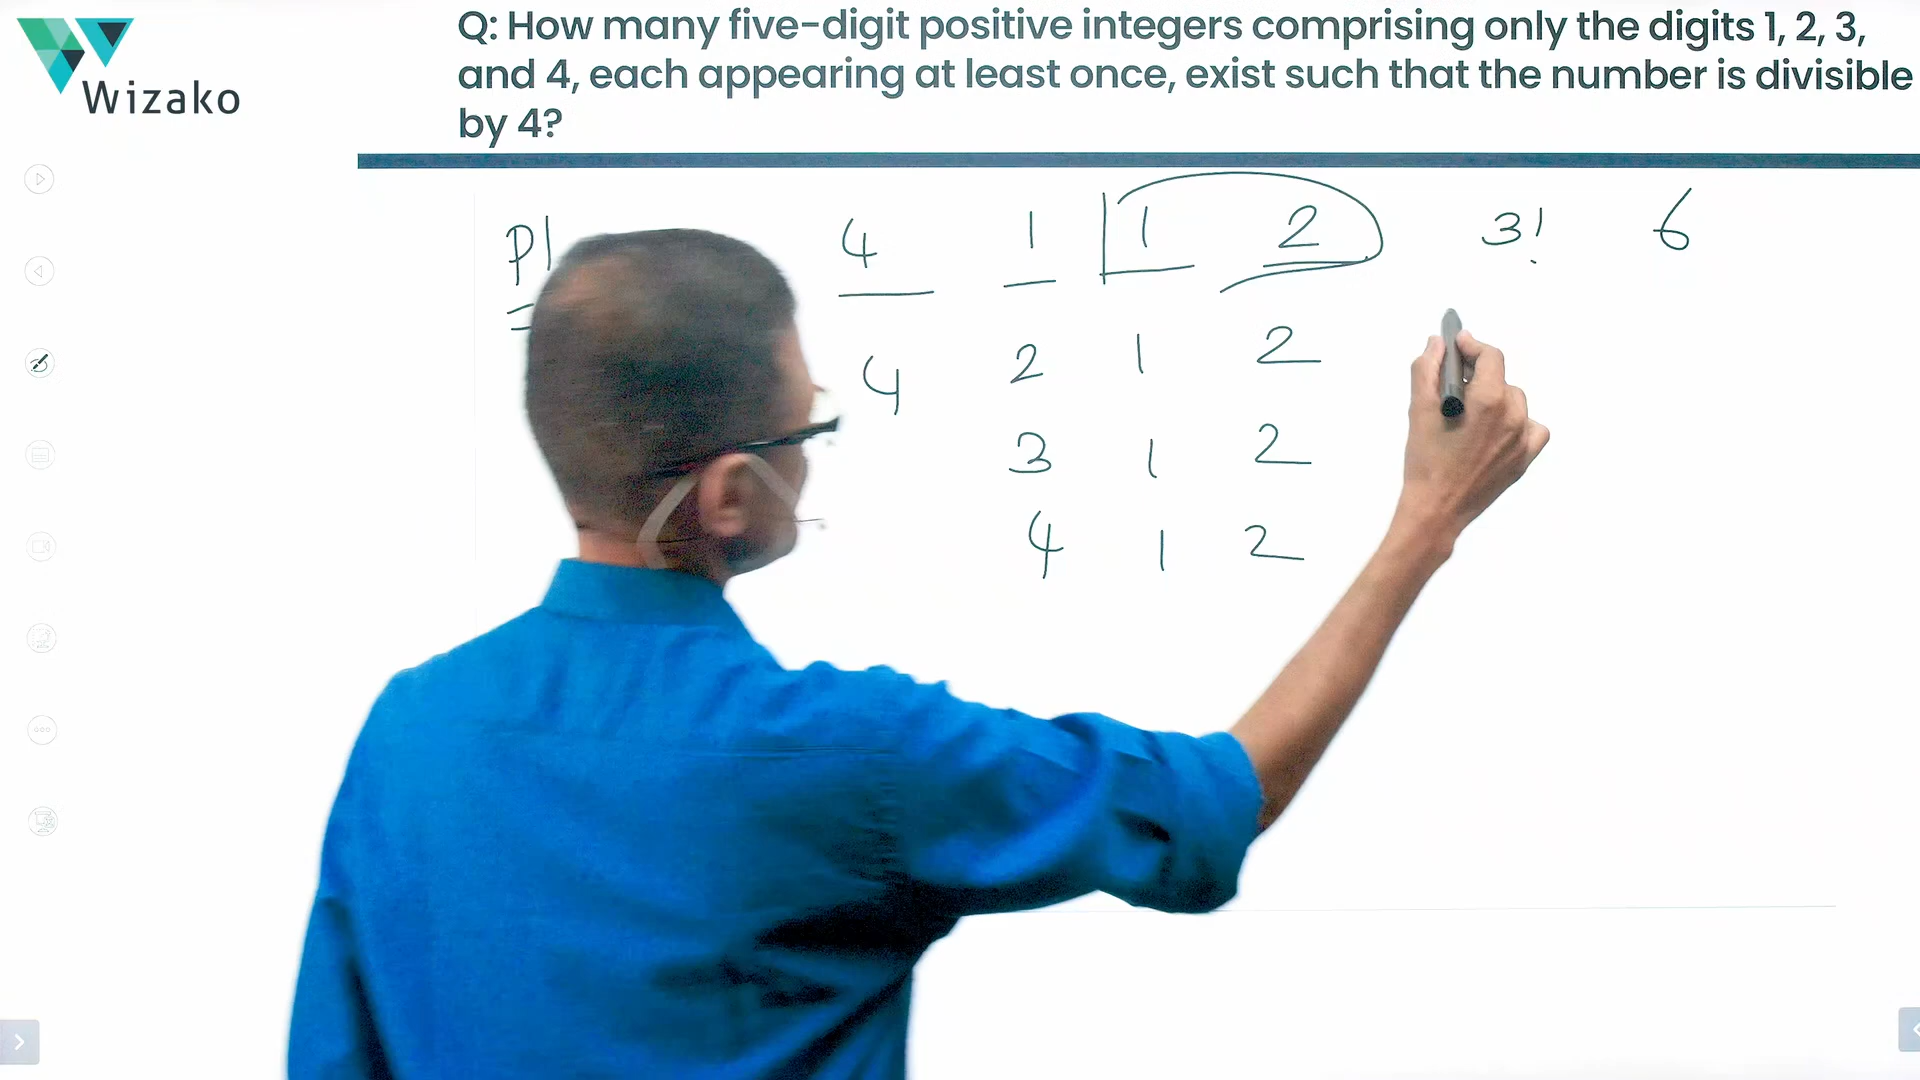 Wizako
Q: How many five-digit positive integers comprising only the digits 1, 2, 3,
and 4, each appearing at least once, exist such that the number is divisible
by 4?
4 1 1 2 3! 6
4 2 1 2
3 1 2
4 1 2